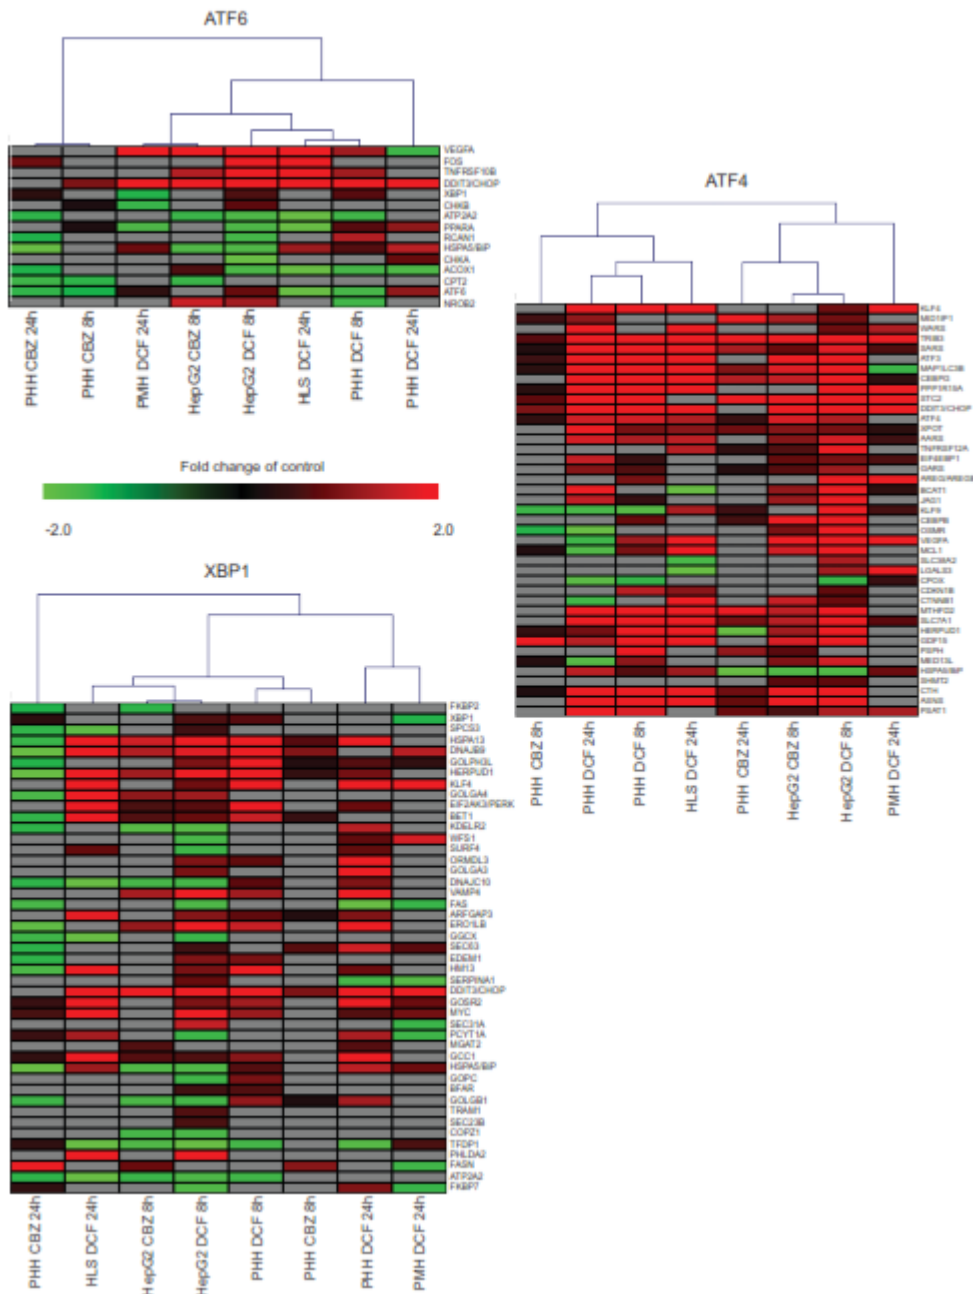 ATF6
VEGFA
FOS
TNFRSF10B
DDIT3/CHOP
XBP1
CHKB
ATP2A2
PPARA
RCAN1
HSPA5/BIP
CHKA
ACOX1
CPT2
ATF6
NROB2
PHH CBZ 24h
PHH CBZ 8h
PMH DCF 24h
HepG2 CBZ 8h
HepG2 DCF 8h
HLS DCF 24h
PHH DCF 8h
PHH DCF 24h
Fold change of control
-2.0
2.0
ATF4
KLF4
WARS
TRIB3
SARS
ATF3
MAP1LC3B
CEBPG
PPP1R15A
STC2
DDIT3/CHOP
ATF4
XPOT
AARS
TNFRSF12A
EIF4EBP1
GARS
AREG/AREGB
BCAT1
JAG1
KLF9
CEBPB
OSMR
VEGFA
MCL1
SLC38A2
LGALS3
CPOX
CDKN1B
CTNNB1
MTHFD2
SLC7A1
HERPUD1
GDF15
PSPH
MED13L
HSPA5/BIP
SHMT2
CTH
ASNS
PSAT1
PHH CBZ 8h
PHH DCF 24h
PHH DCF 8h
HLS DCF 24h
PHH CBZ 24h
HepG2 CBZ 8h
HepG2 DCF 8h
PMH DCF 24h
XBP1
FKBP2
XBP1
SPCS3
HSPA13
DNAJB9
GOLPH3L
HERPUD1
KLF4
GOLGA4
EIF2AK3/PERK
BET1
KDELR2
WFS1
SURF4
ORMDL3
GOLGA3
DNAJC10
VAMP4
FAS
ARFGAP3
ERO1LB
GGCX
SEC63
EDEM1
HM13
SERPINA1
DDIT3/CHOP
GOSR2
MYC
SEC31A
PCYT1A
MGAT2
GCC1
HSPA5/BIP
GOPC
BFAR
GOLGB1
TRAM1
SEC23B
COPZ1
TFDP1
PHLDA2
FASN
ATP2A2
FKBP7
PHH CBZ 24h
HLS DCF 24h
HepG2 CBZ 8h
HepG2 DCF 8h
PHH DCF 8h
PHH CBZ 8h
PHH DCF 24h
PMH DCF 24h